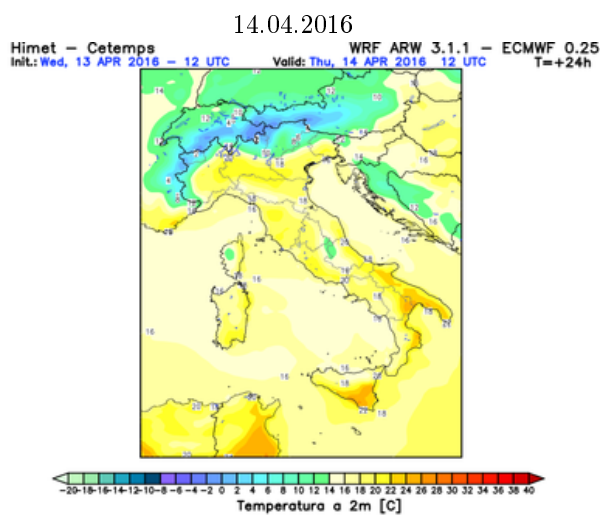 14.04.2016
Himet – Cetemps WRF ARW 3.1.1 – ECMWF 0.25
Init.: Wed, 13 APR 2016 – 12 UTC Valid: Thu, 14 APR 2016 12 UTC T=+24h
-20 -18 -16 -14 -12 -10 -8 -6 -4 -2 0 2 4 6 8 10 12 14 16 18 20 22 24 26 28 30 32 34 36 38 40
Temperatura a 2m [C]